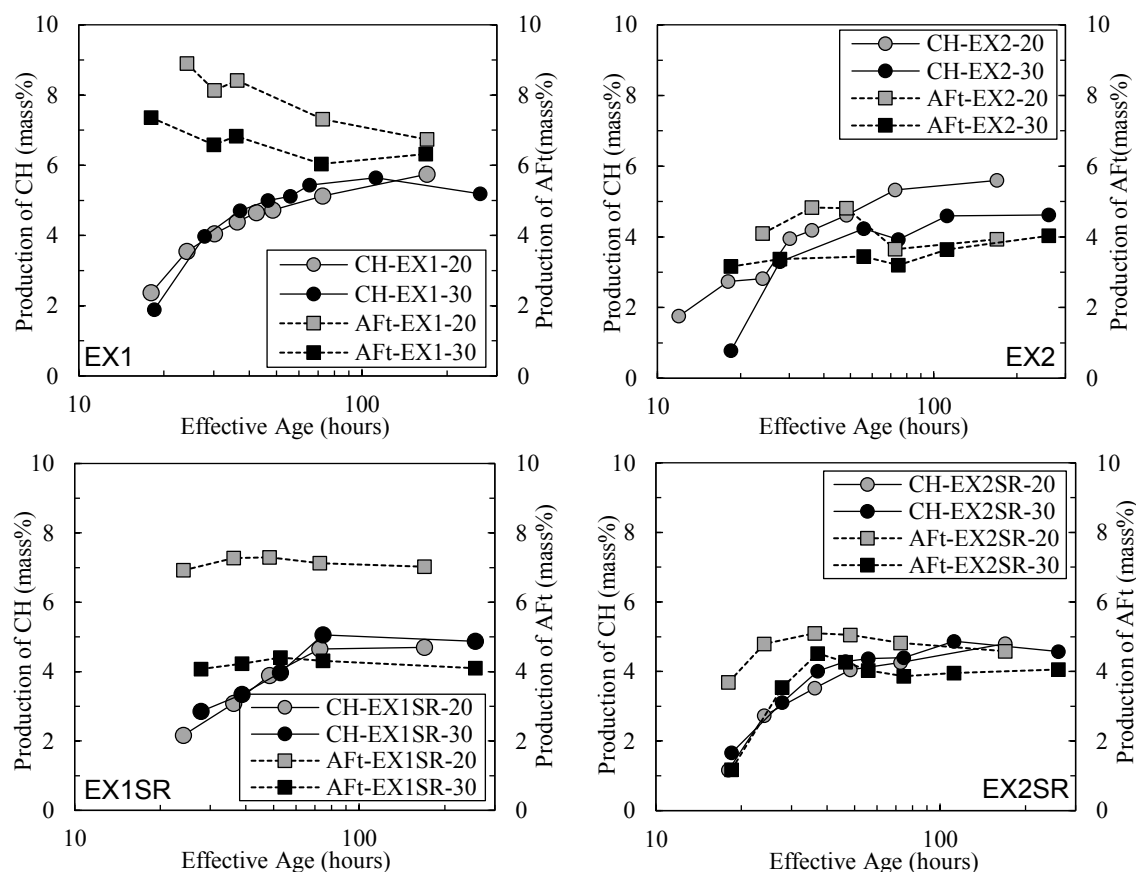 10
8
6
4
2
0
Production of CH (mass%)
10
8
6
4
2
0
Production of AFt(mass%)
CH-EX1-20
CH-EX1-30
AFt-EX1-20
AFt-EX1-30
EX1
10
100
Effective Age (hours)
10
8
6
4
2
0
Production of CH (mass%)
10
8
6
4
2
0
Production of AFt(mass%)
CH-EX2-20
CH-EX2-30
AFt-EX2-20
AFt-EX2-30
EX2
10
100
Effective Age (hours)
10
8
6
4
2
0
Production of CH (mass%)
10
8
6
4
2
0
Production of AFt (mass%)
CH-EX1SR-20
CH-EX1SR-30
AFt-EX1SR-20
AFt-EX1SR-30
EX1SR
10
100
Effective Age (hours)
10
8
6
4
2
0
Production of CH (mass%)
10
8
6
4
2
0
Production of AFt (mass%)
CH-EX2SR-20
CH-EX2SR-30
AFt-EX2SR-20
AFt-EX2SR-30
EX2SR
10
100
Effective Age (hours)